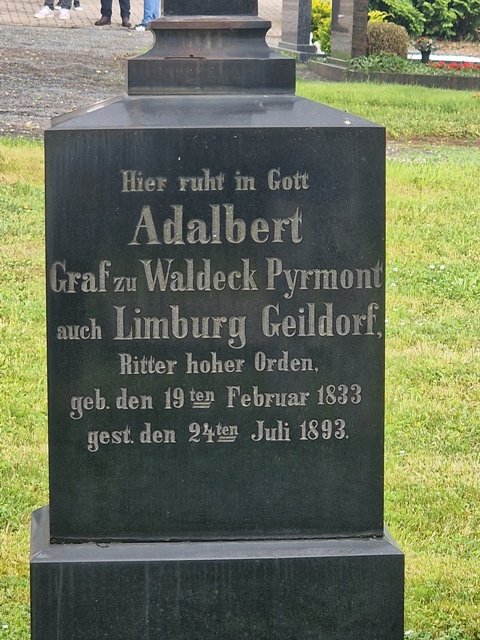 Hier ruht in Gott
Adalbert
Graf zu Waldeck Pyrmont
auch Limburg Geildorf,
Ritter hoher Orden,
geb. den 19ten Februar 1833
gest. den 24ten Juli 1893.